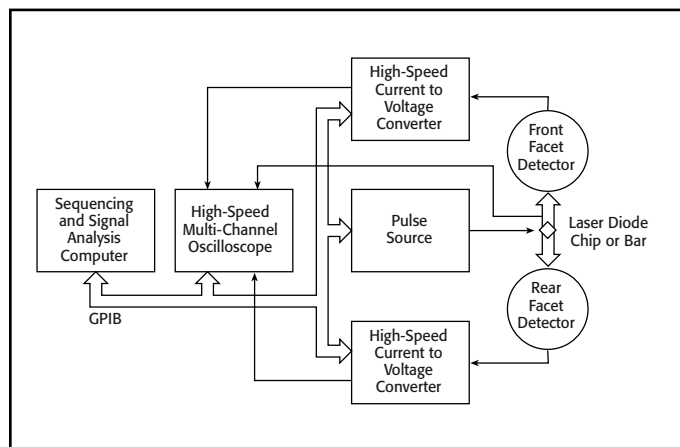 High-Speed
Current to
Voltage
Converter
Front
Facet
Detector
Sequencing
and Signal
Analysis
Computer
High-Speed
Multi-Channel
Oscilloscope
Pulse
Source
Laser Diode
Chip or Bar
GPIB
High-Speed
Current to
Voltage
Converter
Rear
Facet
Detector